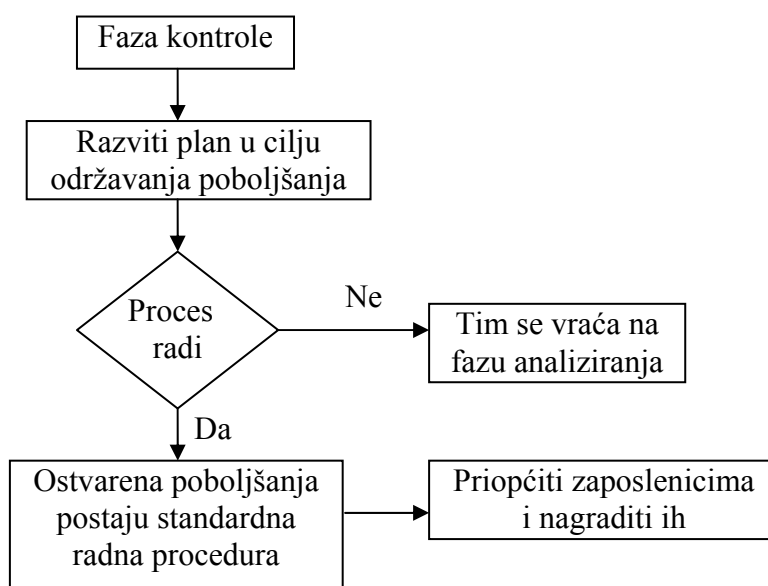 Faza kontrole
Razviti plan u cilju
održavanja poboljšanja
Proces
radi
Ne
Tim se vraća na
fazu analiziranja
Da
Ostvarena poboljšanja
postaju standardna
radna procedura
Priopćiti zaposlenicima
i nagraditi ih